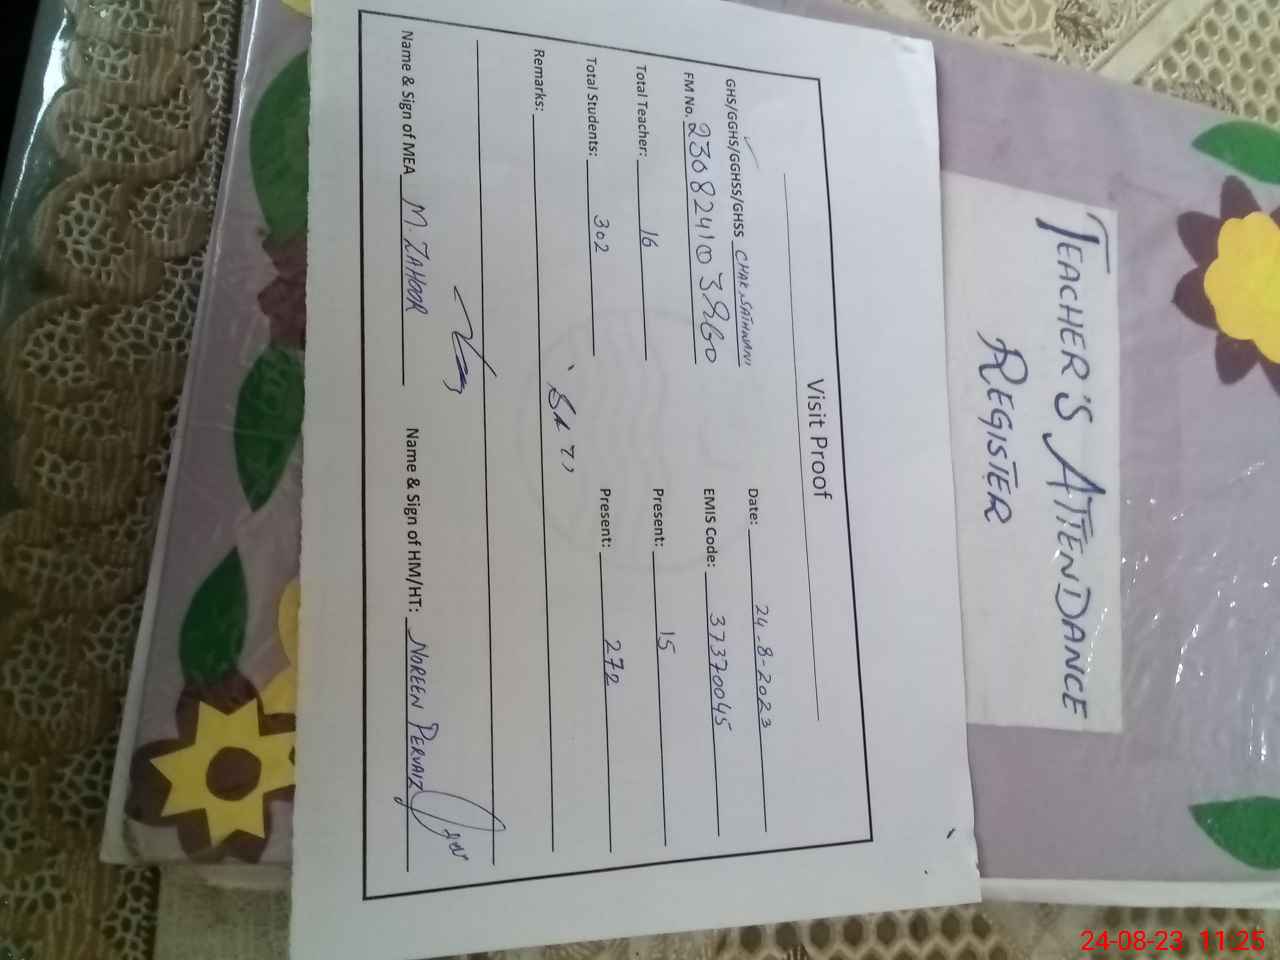 TEACHER'S ATTENDANCE
REGISTER
Visit Proof
GHS/GGHS/GGHSS/GHSS CHAK SATHWANI Date: 24-8-2023
FM No. EMIS Code: 37370045
Total Teacher: 16 Present: 15
Total Students: 302 Present: 272
Remarks:
Name & Sign of MEA M. ZAHOOR Name & Sign of HM/HT: NOREEN PERVAIZ
24-08-23 11:25